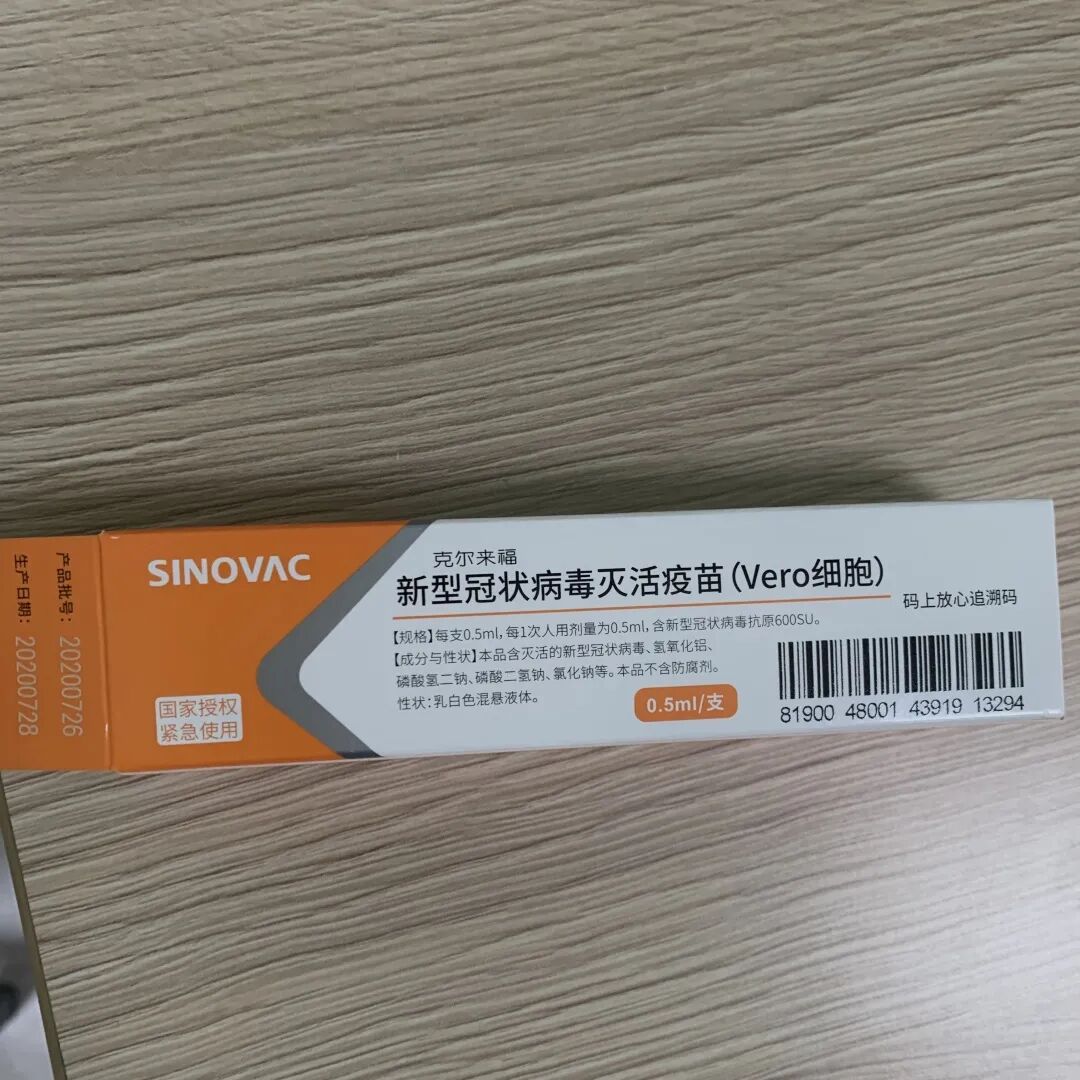 产品批号: 20200726
生产日期: 20200728
SINOVAC
国家授权
紧急使用
克尔来福
新型冠状病毒灭活疫苗(Vero细胞)
【规格】每支0.5ml,每1次人用剂量为0.5ml,含新型冠状病毒抗原600SU。
【成分与性状】本品含灭活的新型冠状病毒、氢氧化铝、
磷酸氢二钠、磷酸二氢钠、氯化钠等。本品不含防腐剂。
性状:乳白色混悬液体。
0.5ml/支
码上放心追溯码
81900 48001 43919 13294